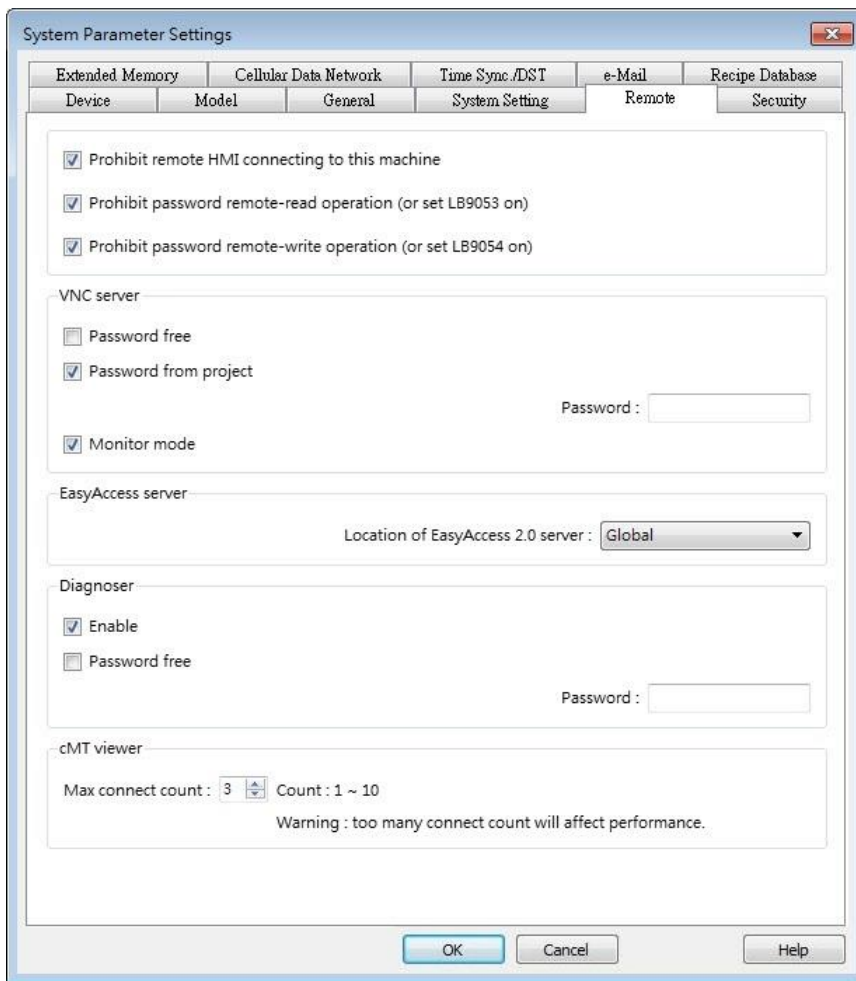 System Parameter Settings
Extended Memory Cellular Data Network Time Sync./DST e-Mail Recipe Database
Device Model General System Setting Remote Security
Prohibit remote HMI connecting to this machine
Prohibit password remote-read operation (or set LB9053 on)
Prohibit password remote-write operation (or set LB9054 on)
VNC server
Password free
Password from project
Password :
Monitor mode
EasyAccess server
Location of EasyAccess 2.0 server : Global
Diagnoser
Enable
Password free
Password :
cMT viewer
Max connect count : 3 Count : 1 ~ 10
Warning : too many connect count will affect performance.
OK Cancel Help